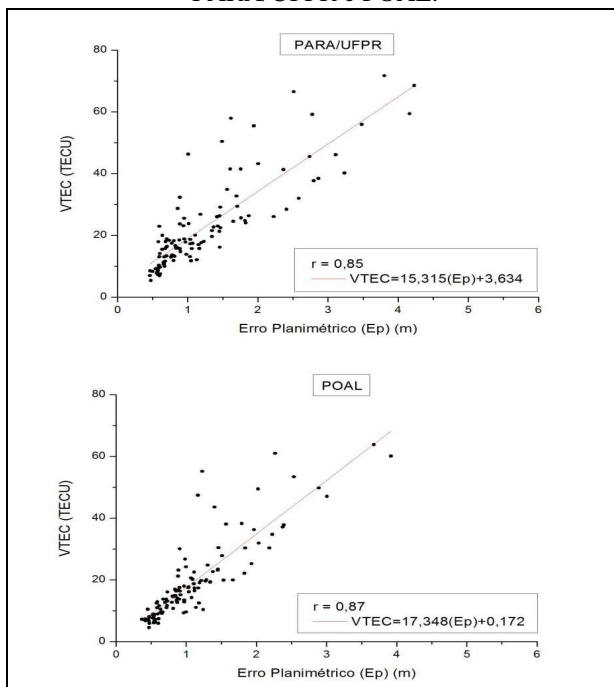 PARA/UFPR
80
60
40
20
0
VTEC (TECU)
r = 0,85
VTEC=15,315(Ep)+3,634
0 1 2 3 4 5 6
Erro Planimétrico (Ep) (m)
POAL
80
60
40
20
0
VTEC (TECU)
r = 0,87
VTEC=17,348(Ep)+0,172
0 1 2 3 4 5 6
Erro Planimétrico (Ep) (m)